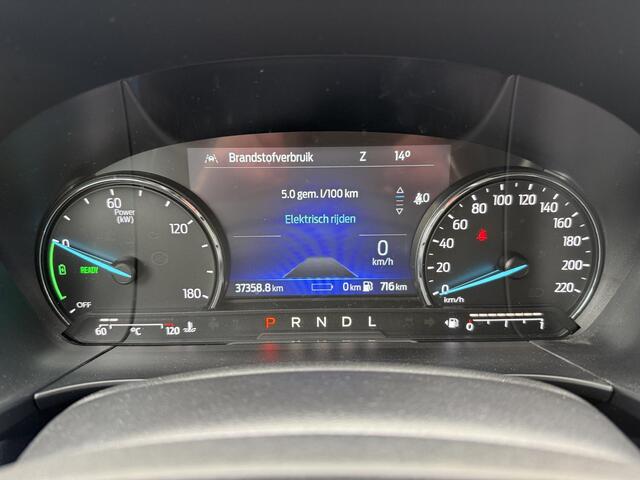 Brandstofverbruik Z 14°
5.0 gem. l/100 km
Elektrisch rijden
0
km/h
37358.8 km 0 km 716 km
0 60 120 180
Power
(kW)
READY
OFF
0 20 40 60 80 100 120 140 160 180 200 220
km/h
60 °C 120
P R N D L
0